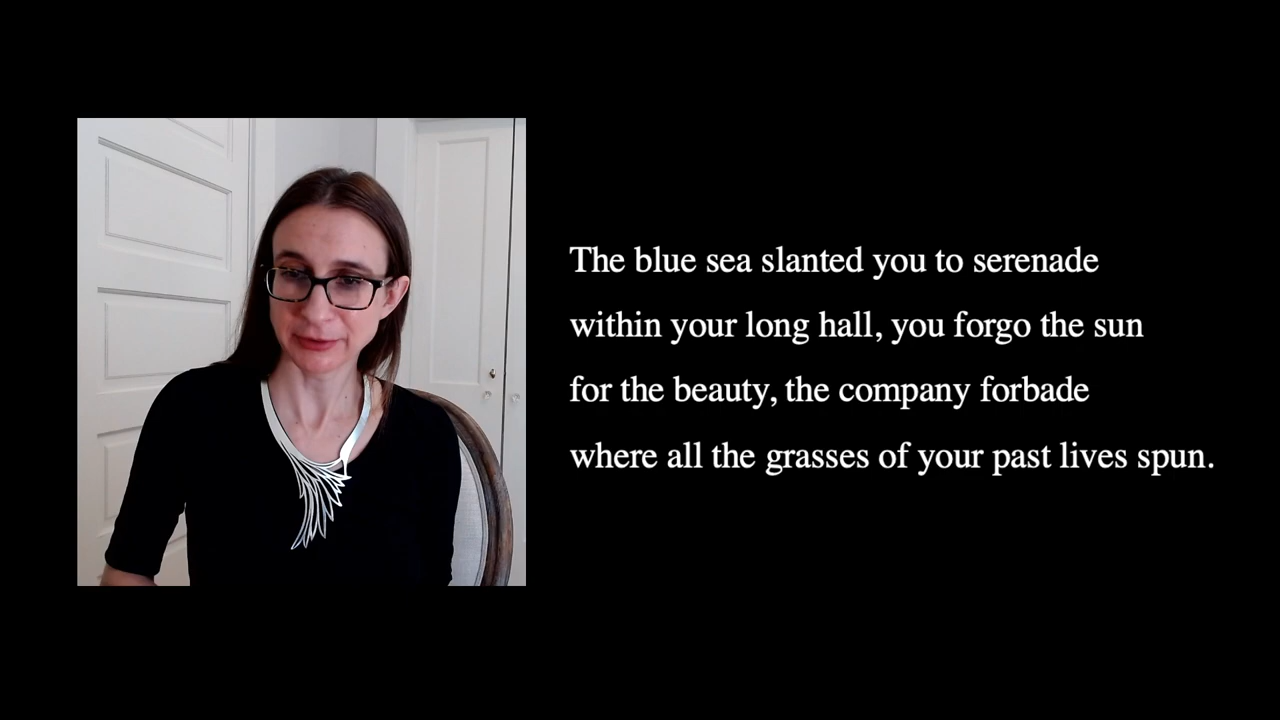 The blue sea slanted you to serenade
within your long hall, you forgo the sun
for the beauty, the company forbade
where all the grasses of your past lives spun.